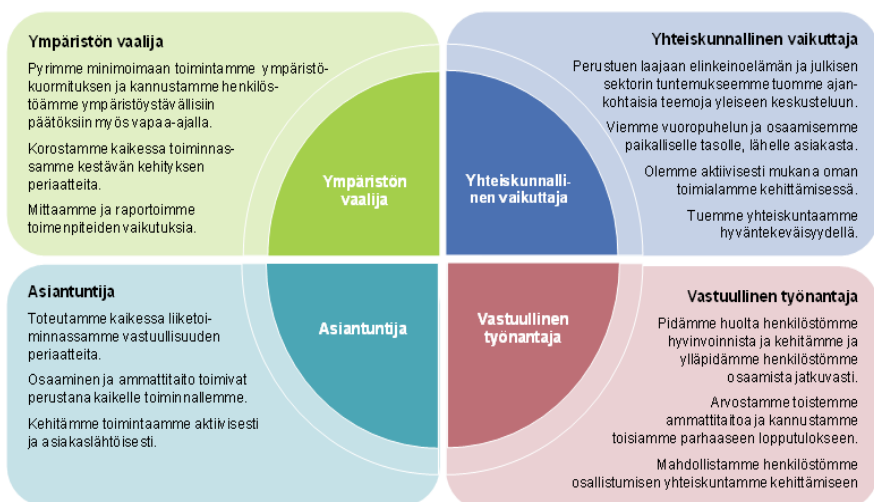 Ympäristön vaalija
Pyrimme minimoimaan toimintamme ympäristö-
kuormituksen ja kannustamme henkilös-
töämme ympäristöystävällisiin
päätöksiin myös vapaa-ajalla.
Korostamme kaikessa toiminnas-
samme kestävän kehityksen
periaatteita.
Mittaamme ja raportoimme
toimenpiteiden vaikutuksia.
Ympäristön
vaalija
Yhteiskunnallinen vaikuttaja
Perustuen laajaan elinkeinoelämän ja julkisen
sektorin tuntemukseemme tuomme ajan-
kohtaisia teemoja yleiseen keskusteluun.
Viemme vuoropuhelun ja osaamisemme
paikalliselle tasolle, lähelle asiakasta.
Olemme aktiivisesti mukana oman
toimialamme kehittämisessä.
Tuemme yhteiskuntaamme
hyväntekeväisyydellä.
Yhteiskunnalli-
nen vaikuttaja
Asiantuntija
Toteutamme kaikessa liiketoi-
minnassamme vastuullisuuden
periaatteita.
Osaaminen ja ammattitaito toimivat
perustana kaikelle toiminnallemme.
Kehitämme toimintaamme aktiivisesti
ja asiakaslähtöisesti.
Asiantuntija
Vastuullinen
työnantaja
Vastuullinen työnantaja
Pidämme huolta henkilöstömme
hyvinvoinnista ja kehitämme ja
ylläpidämme henkilöstömme
osaamista jatkuvasti.
Arvostamme toistemme
ammattitaitoa ja kannustamme
toisiamme parhaaseen lopputulokseen.
Mahdollistamme henkilöstömme
osallistumisen yhteiskuntamme kehittämiseen